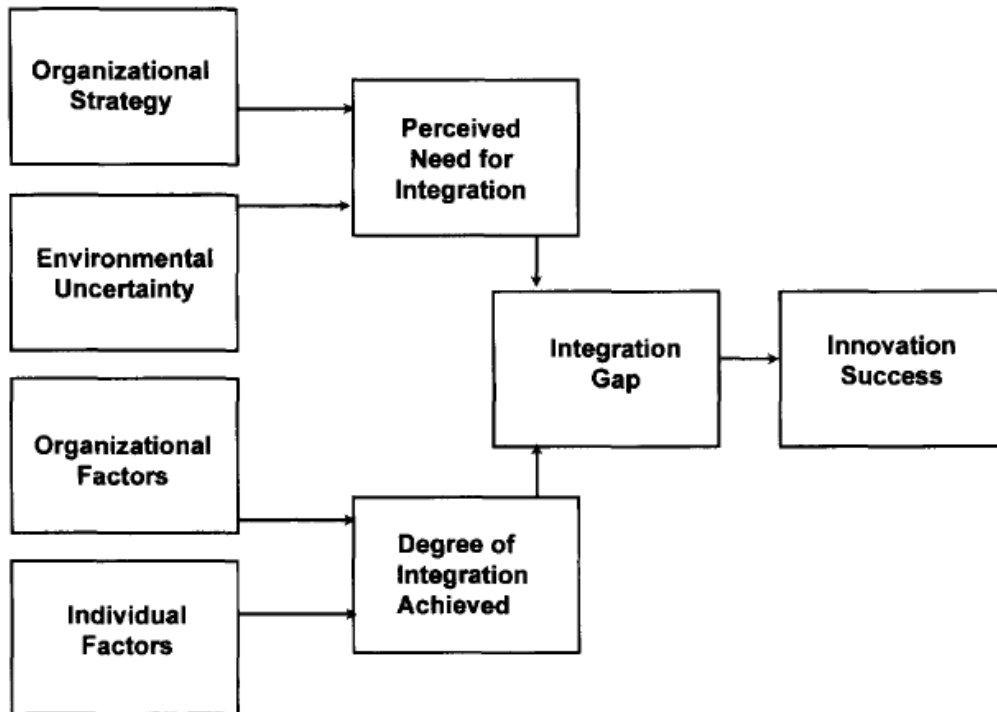 Organizational
Strategy
Perceived
Need for
Integration
Environmental
Uncertainty
Integration
Gap
Innovation
Success
Organizational
Factors
Degree of
Integration
Achieved
Individual
Factors